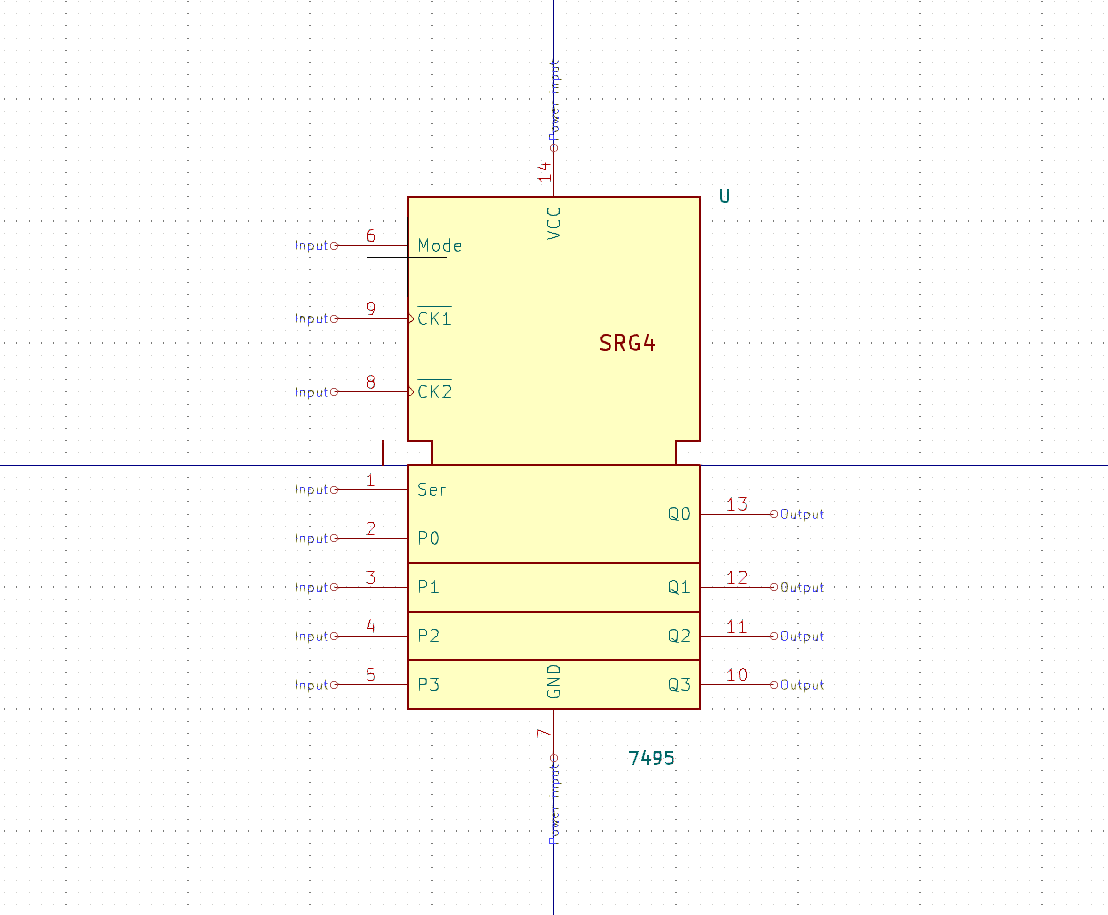 Power input
14
U
VCC
Input 6 Mode
Input 9 CK1
SRG4
Input 8 CK2
Input 1 Ser
Q0 13 Output
Input 2 P0
Input 3 P1 Q1 12 Output
Input 4 P2 Q2 11 Output
Input 5 P3 GND Q3 10 Output
7
7495
Power input